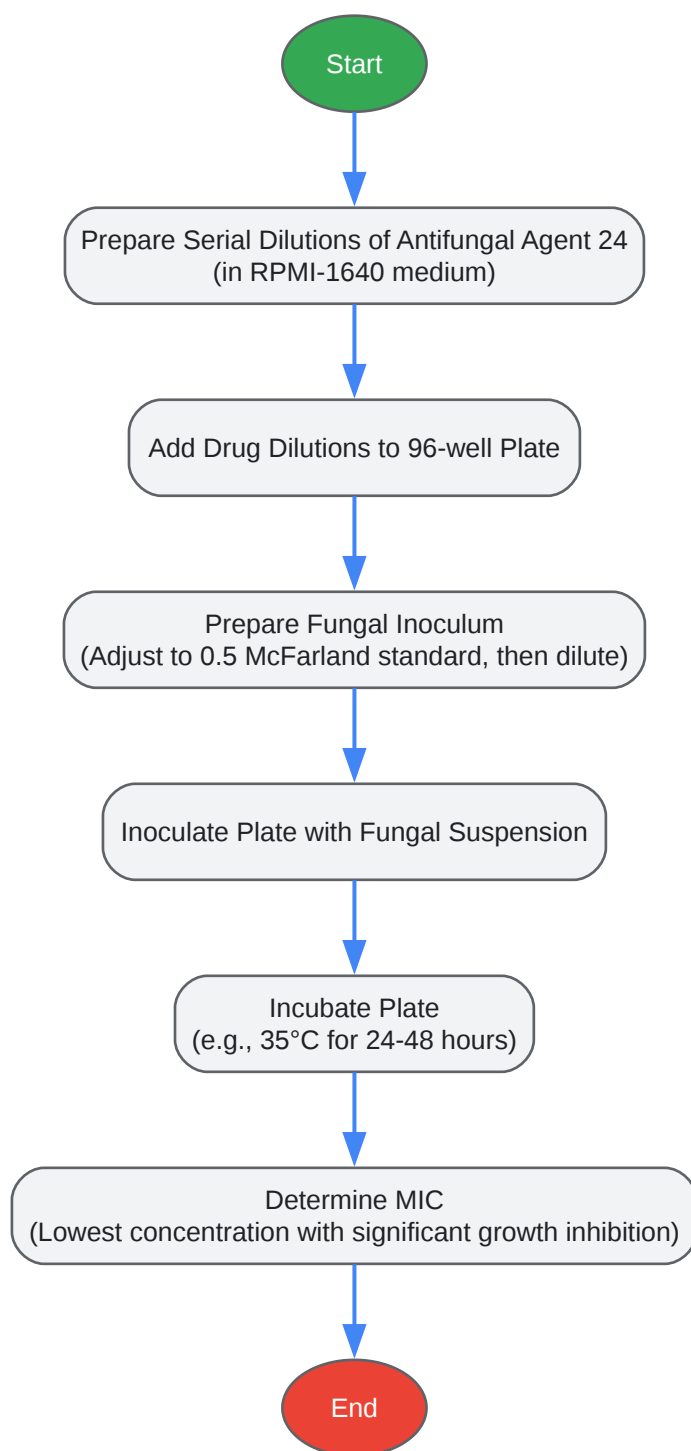 Start
Prepare Serial Dilutions of Antifungal Agent 24
(in RPMI-1640 medium)
Add Drug Dilutions to 96-well Plate
Prepare Fungal Inoculum
(Adjust to 0.5 McFarland standard, then dilute)
Inoculate Plate with Fungal Suspension
Incubate Plate
(e.g., 35°C for 24-48 hours)
Determine MIC
(Lowest concentration with significant growth inhibition)
End